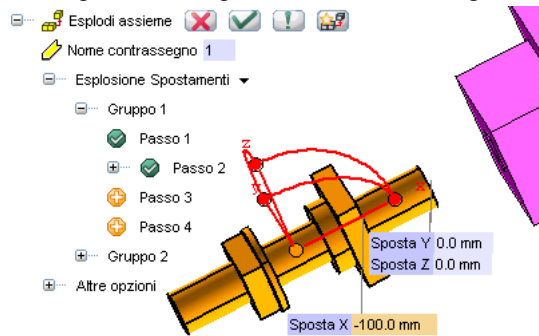 Esplodi assieme
Nome contrassegno 1
Esplosione Spostamenti
Gruppo 1
Passo 1
Passo 2
Passo 3
Passo 4
Gruppo 2
Altre opzioni
z
y
x
Sposta Y 0.0 mm
Sposta Z 0.0 mm
Sposta X -100.0 mm